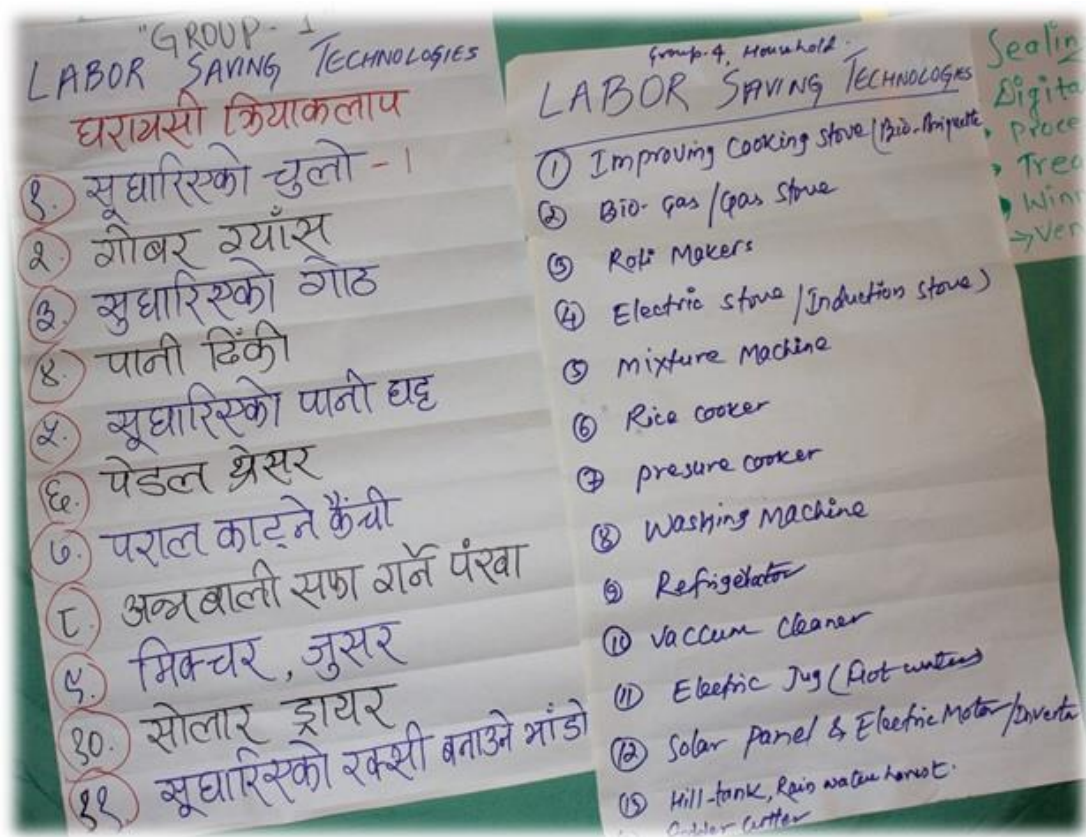 "GROUP - 1
LABOR SAVING TECHNOLOGIES
घरायसी क्रियाकलाप
१. सूधारिएको चुलो - 1
२. गोबर ग्याँस
३. सुधारिएको गोठ
४. पानी ढिंकी
५. सूधारिएको पानी घट्ट
६. पेडल थ्रेसर
७. पराल काट्ने कैंची
८ अन्नबाली सफा गर्ने पंखा
९. मिक्चर, जुसर
१०. सोलार ड्रायर
११ सूधारिएको रक्सी बनाउने भाँडो
Group-4, Household.
LABOR SAVING TECHNOLOGIES
① Improving Cooking stove (Bio-Briquette
② Bio-Gas/Gas stove
③ Roti Makers
④ Electric stove/Induction stove)
⑤ mixture Machine
⑥ Rice cooker
⑦ presure cooker
⑧ Washing Machine
⑨ Refrigelator
⑩ vaccum cleaner
⑪ Electric Jug (Hot water)
⑫ Solar panel & Electric Motor/Inverta
⑬ Hill-tank, Rain water harvest.
cutter
Sealin
Digita
Proce
Trea
Winn
→Ven